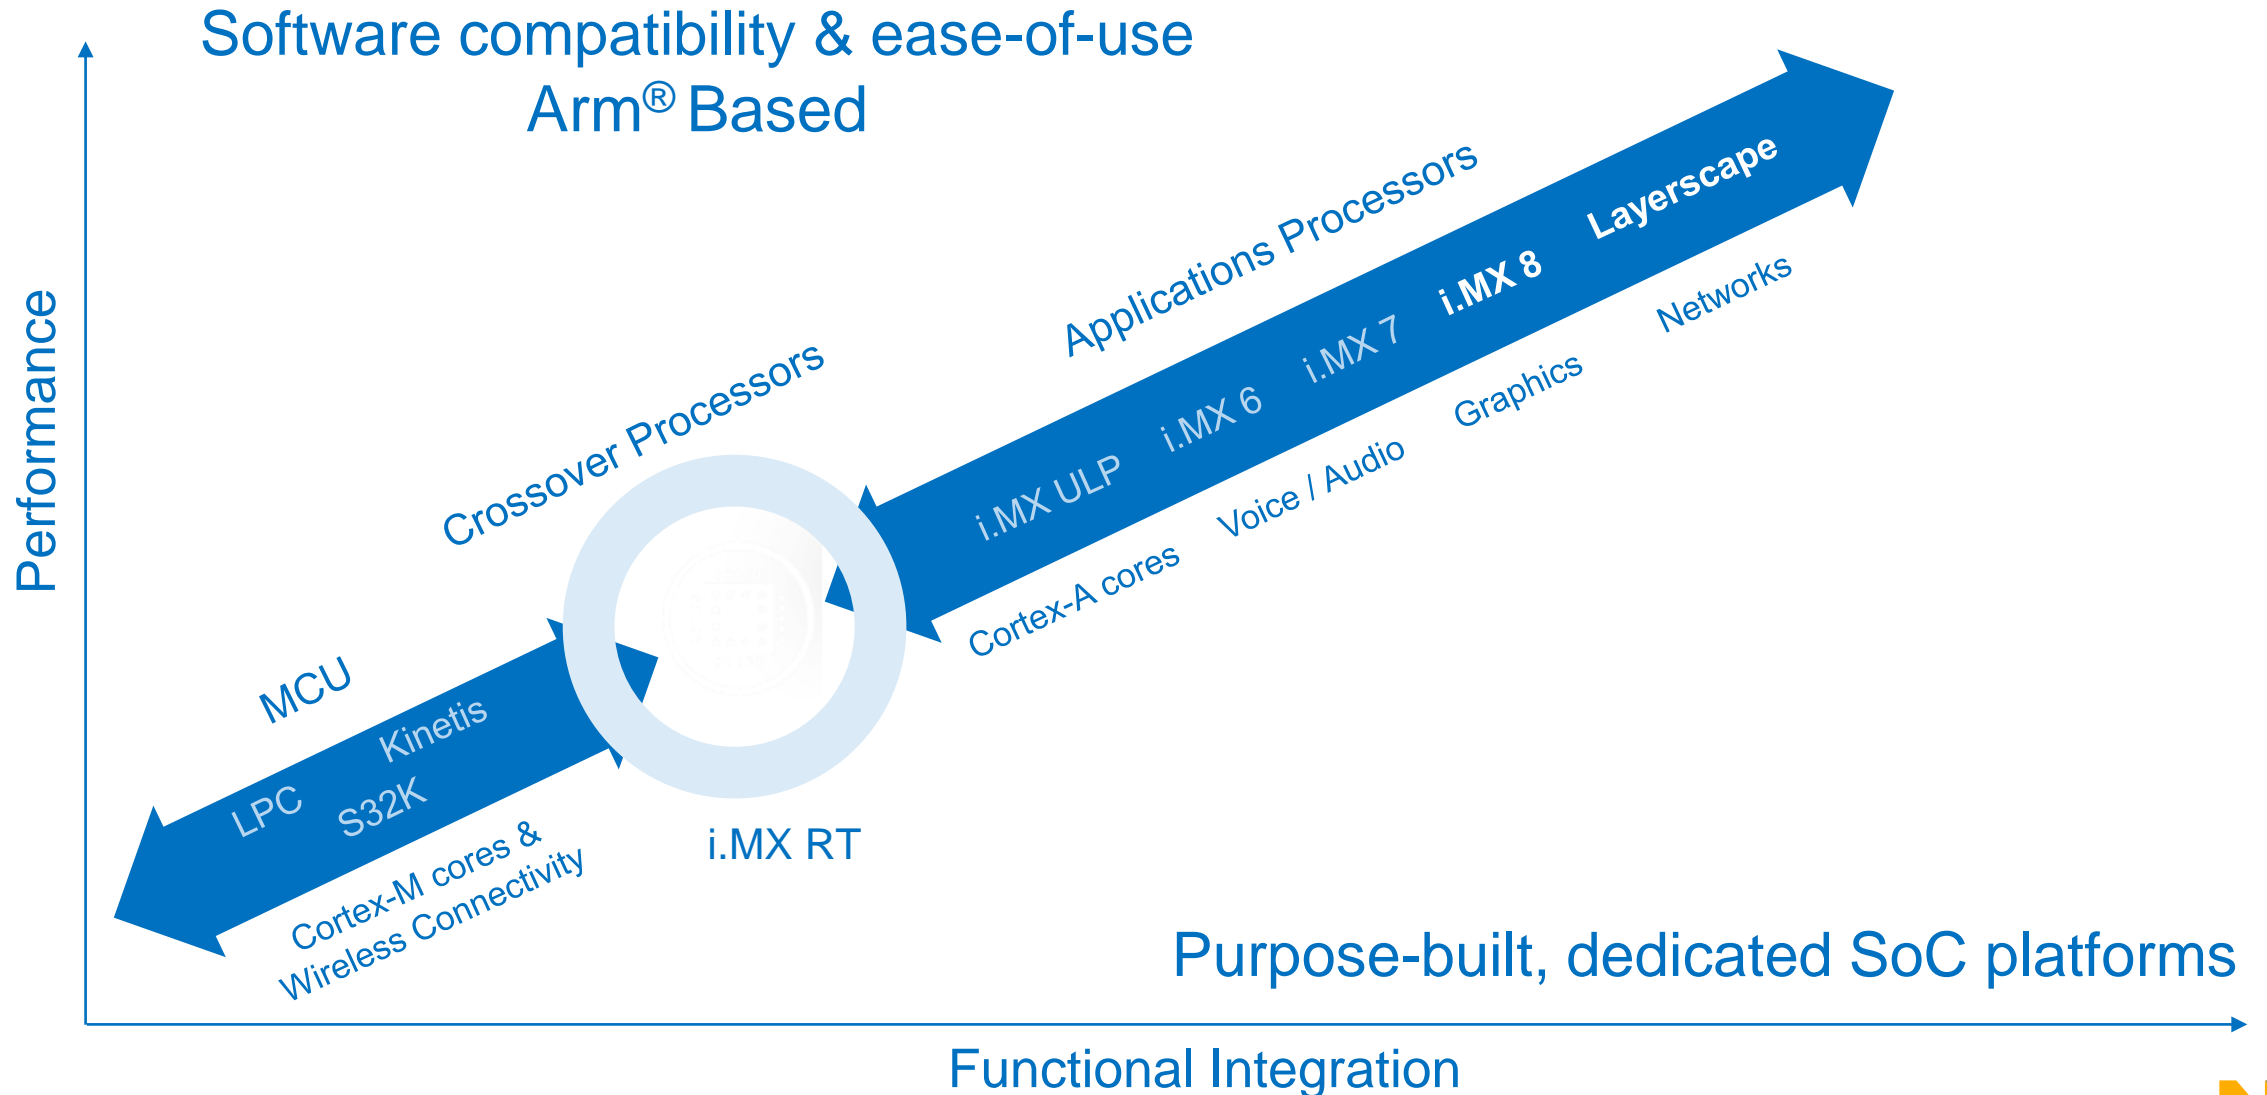 Software compatibility & ease-of-use
Arm® Based
Performance
Applications Processors
Layerscape
i.MX 8
i.MX 7
i.MX 6
i.MX ULP
Networks
Graphics
Voice / Audio
Cortex-A cores
Crossover Processors
i.MX RT
MCU
Kinetis
LPC
S32K
Cortex-M cores &
Wireless Connectivity
Purpose-built, dedicated SoC platforms
Functional Integration